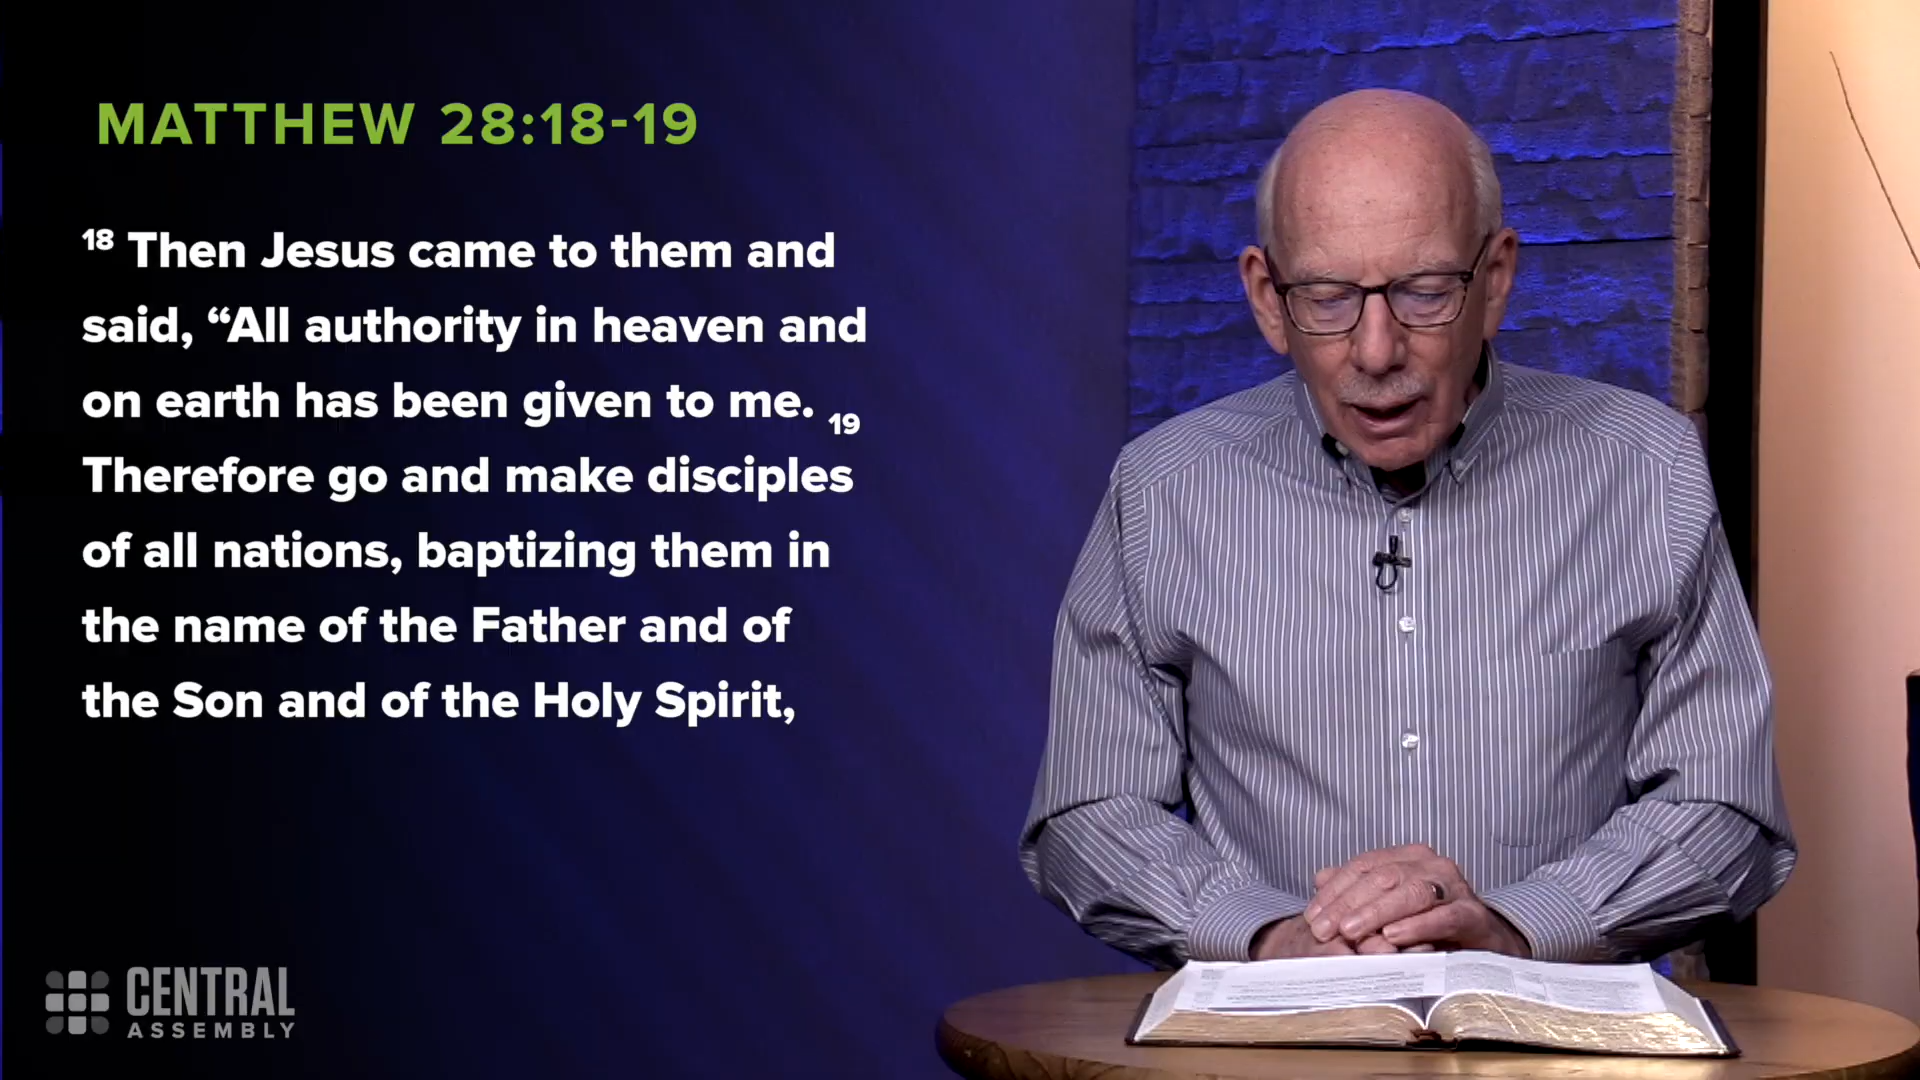 MATTHEW 28:18-19
18 Then Jesus came to them and
said, “All authority in heaven and
on earth has been given to me. 19
Therefore go and make disciples
of all nations, baptizing them in
the name of the Father and of
the Son and of the Holy Spirit,
CENTRAL
ASSEMBLY